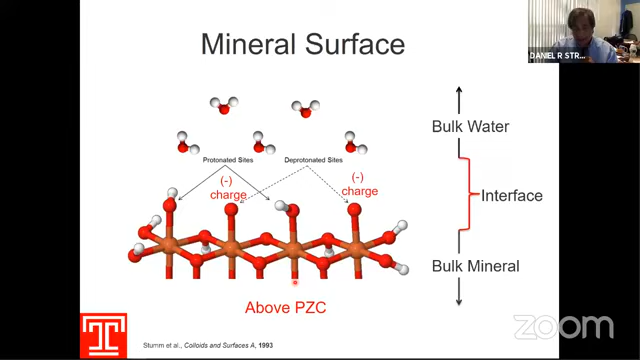 Mineral Surface
DANIEL R STR...
Bulk Water
Protonated Sites
Deprotonated Sites
(-)
charge
(-)
charge
Interface
Bulk Mineral
Above PZC
Stumm et al., Colloids and Surfaces A, 1993
zoom